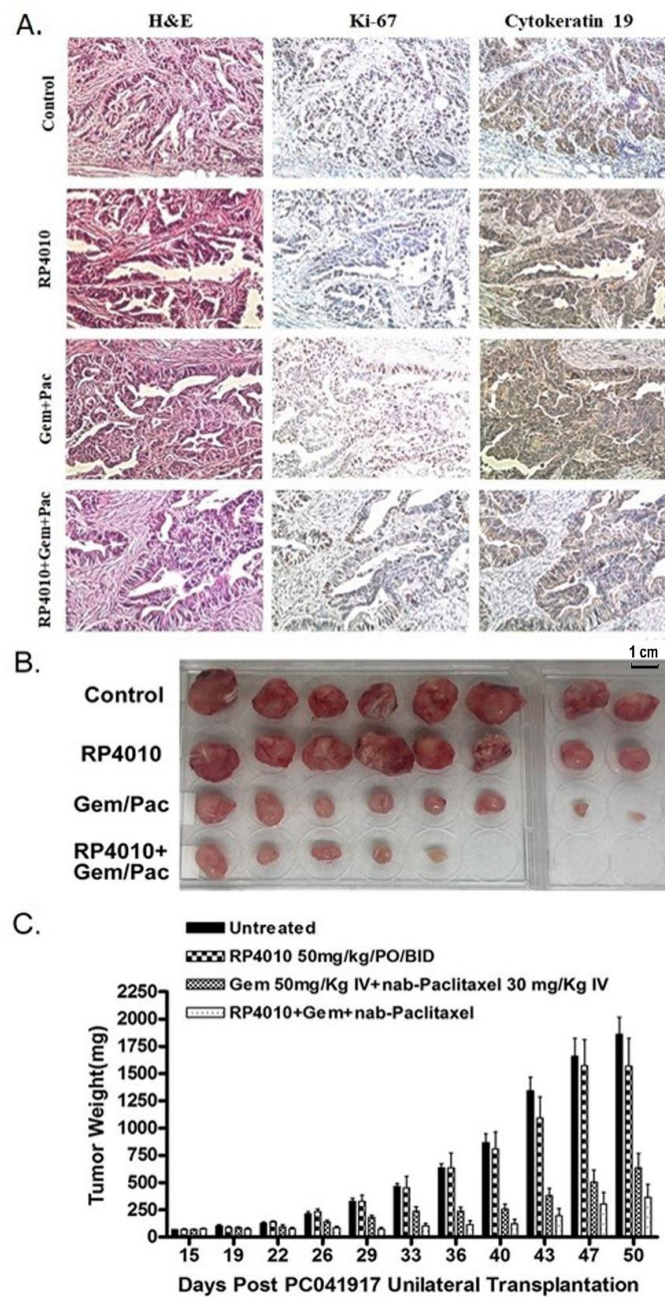 A.
H&E Ki-67 Cytokeratin 19
Control
RP4010
Gem+Pac
RP4010+Gem+Pac
B.
1 cm
Control
RP4010
Gem/Pac
RP4010+
Gem/Pac
C.
Untreated
RP4010 50mg/kg/PO/BID
Gem 50mg/Kg IV+nab-Paclitaxel 30 mg/Kg IV
RP4010+Gem+nab-Paclitaxel
Tumor Weight(mg)
2250
2000
1750
1500
1250
1000
750
500
250
0
15 19 22 26 29 33 36 40 43 47 50
Days Post PC041917 Unilateral Transplantation